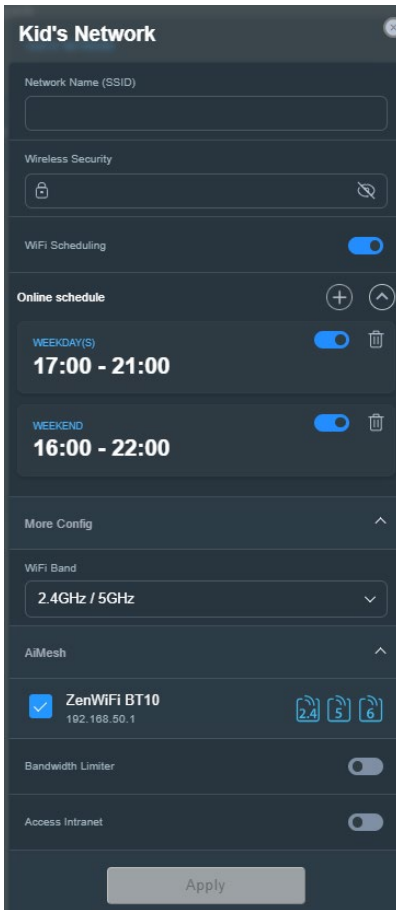 Kid's Network
Network Name (SSID)
Wireless Security
WiFi Scheduling
Online schedule
WEEKDAY(S)
17:00 - 21:00
WEEKEND
16:00 - 22:00
More Config
WiFi Band
2.4GHz / 5GHz
AiMesh
ZenWiFi BT10
192.168.50.1
2.4 5 6
Bandwidth Limiter
Access Intranet
Apply